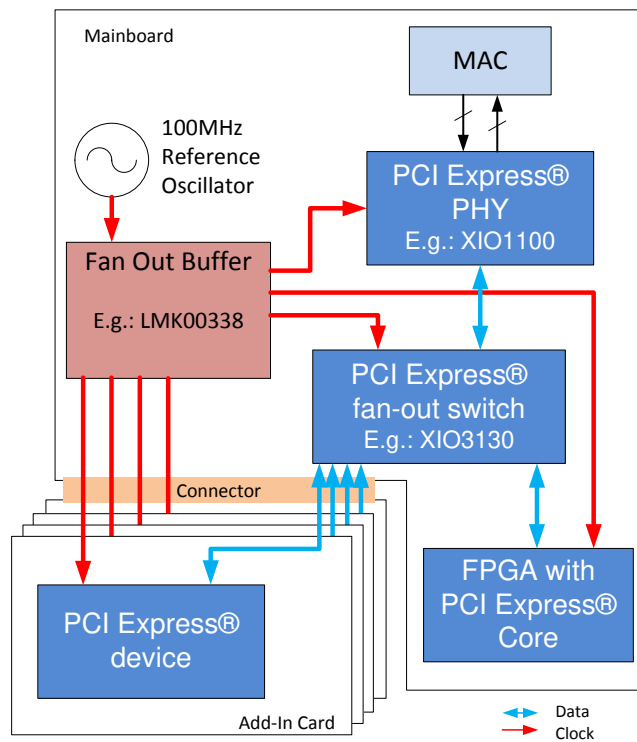 Mainboard
MAC
100MHz
Reference
Oscillator
PCI Express®
PHY
E.g.: XIO1100
Fan Out Buffer
E.g.: LMK00338
PCI Express®
fan-out switch
E.g.: XIO3130
Connector
FPGA with
PCI Express®
Core
PCI Express®
device
Add-In Card
Data
Clock